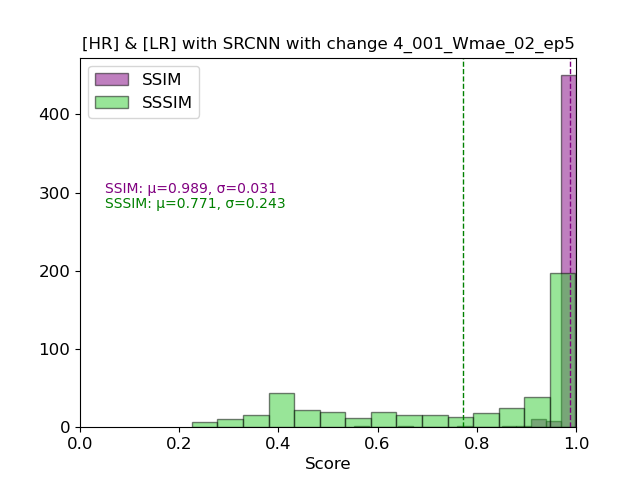 [HR] & [LR] with SRCNN with change 4_001_Wmae_02_ep5
SSIM
SSSIM
SSIM: μ=0.989, σ=0.031
SSSIM: μ=0.771, σ=0.243
400
300
200
100
0
0.0 0.2 0.4 0.6 0.8 1.0
Score